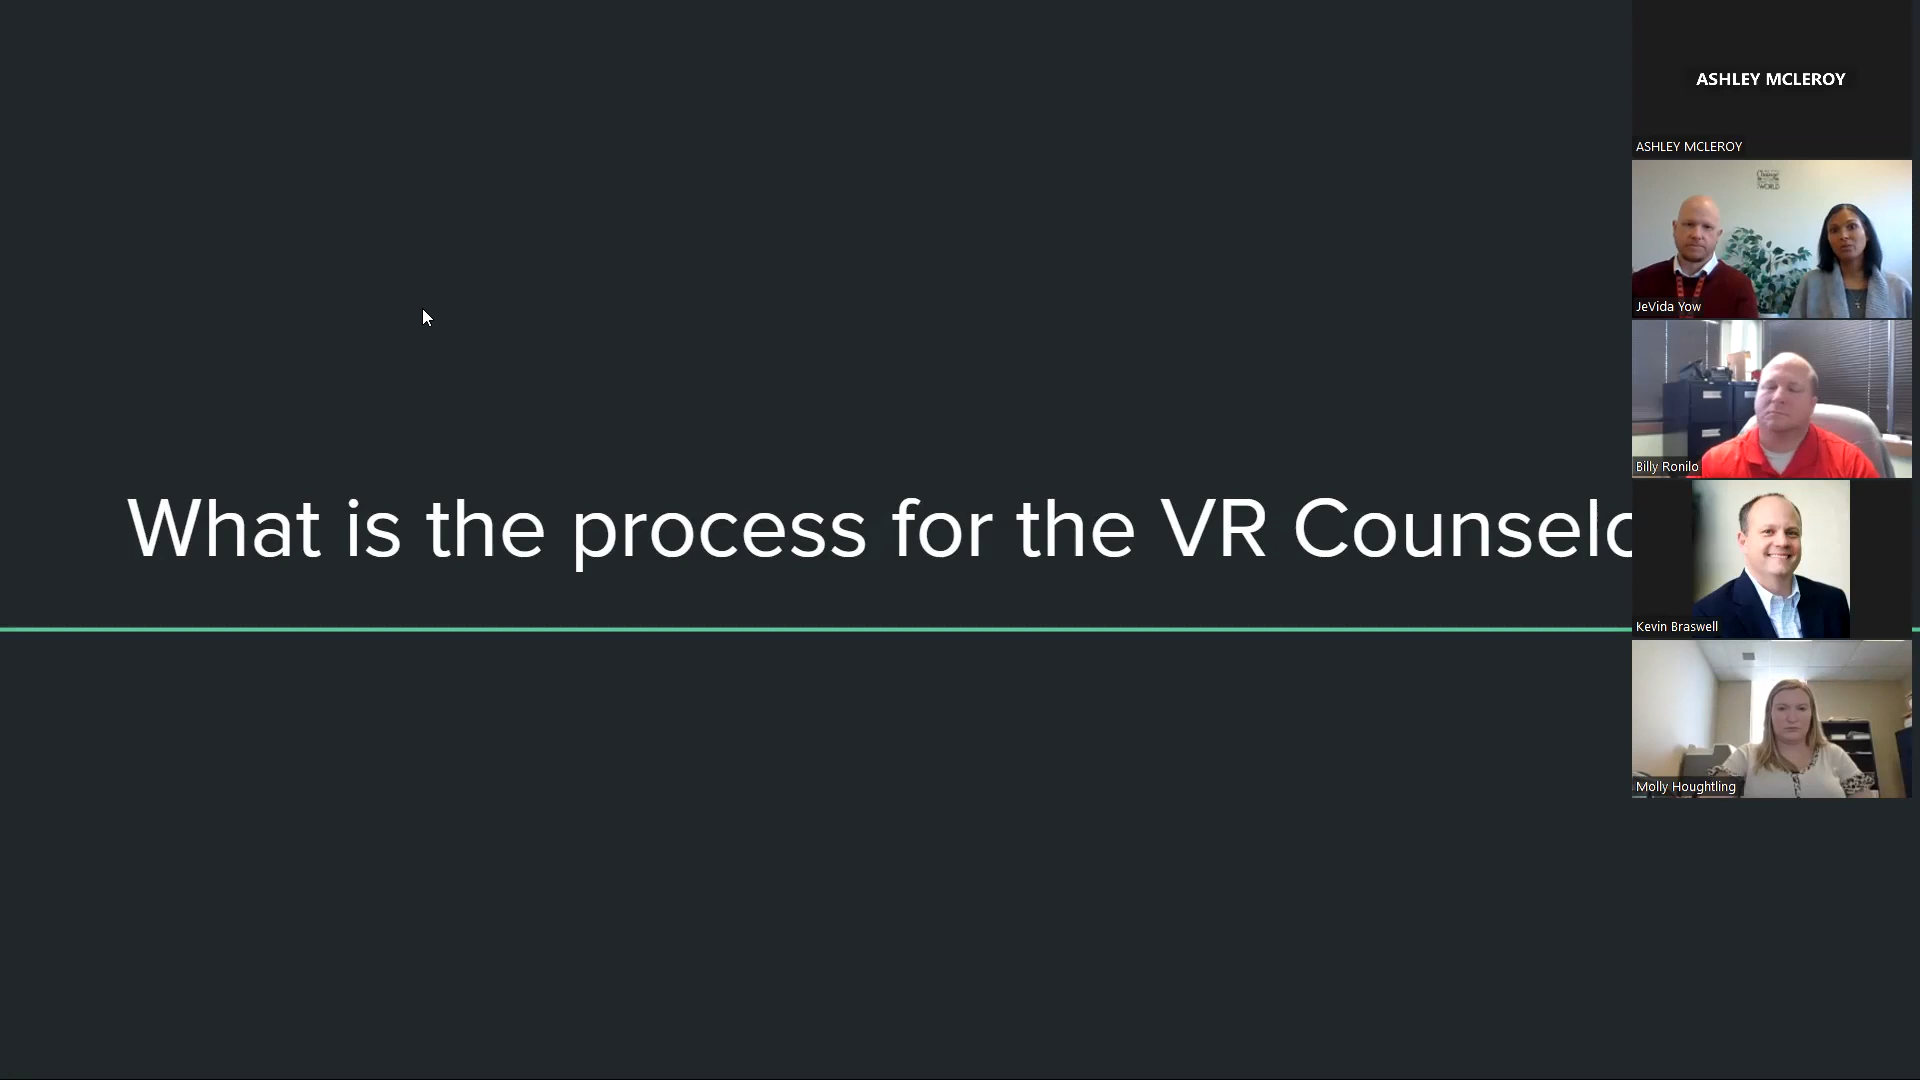 ASHLEY MCLEROY
ASHLEY MCLEROY
WORLD
JeVida Yow
Billy Ronilo
What is the process for the VR Counselo
Kevin Braswell
Molly Houghtling